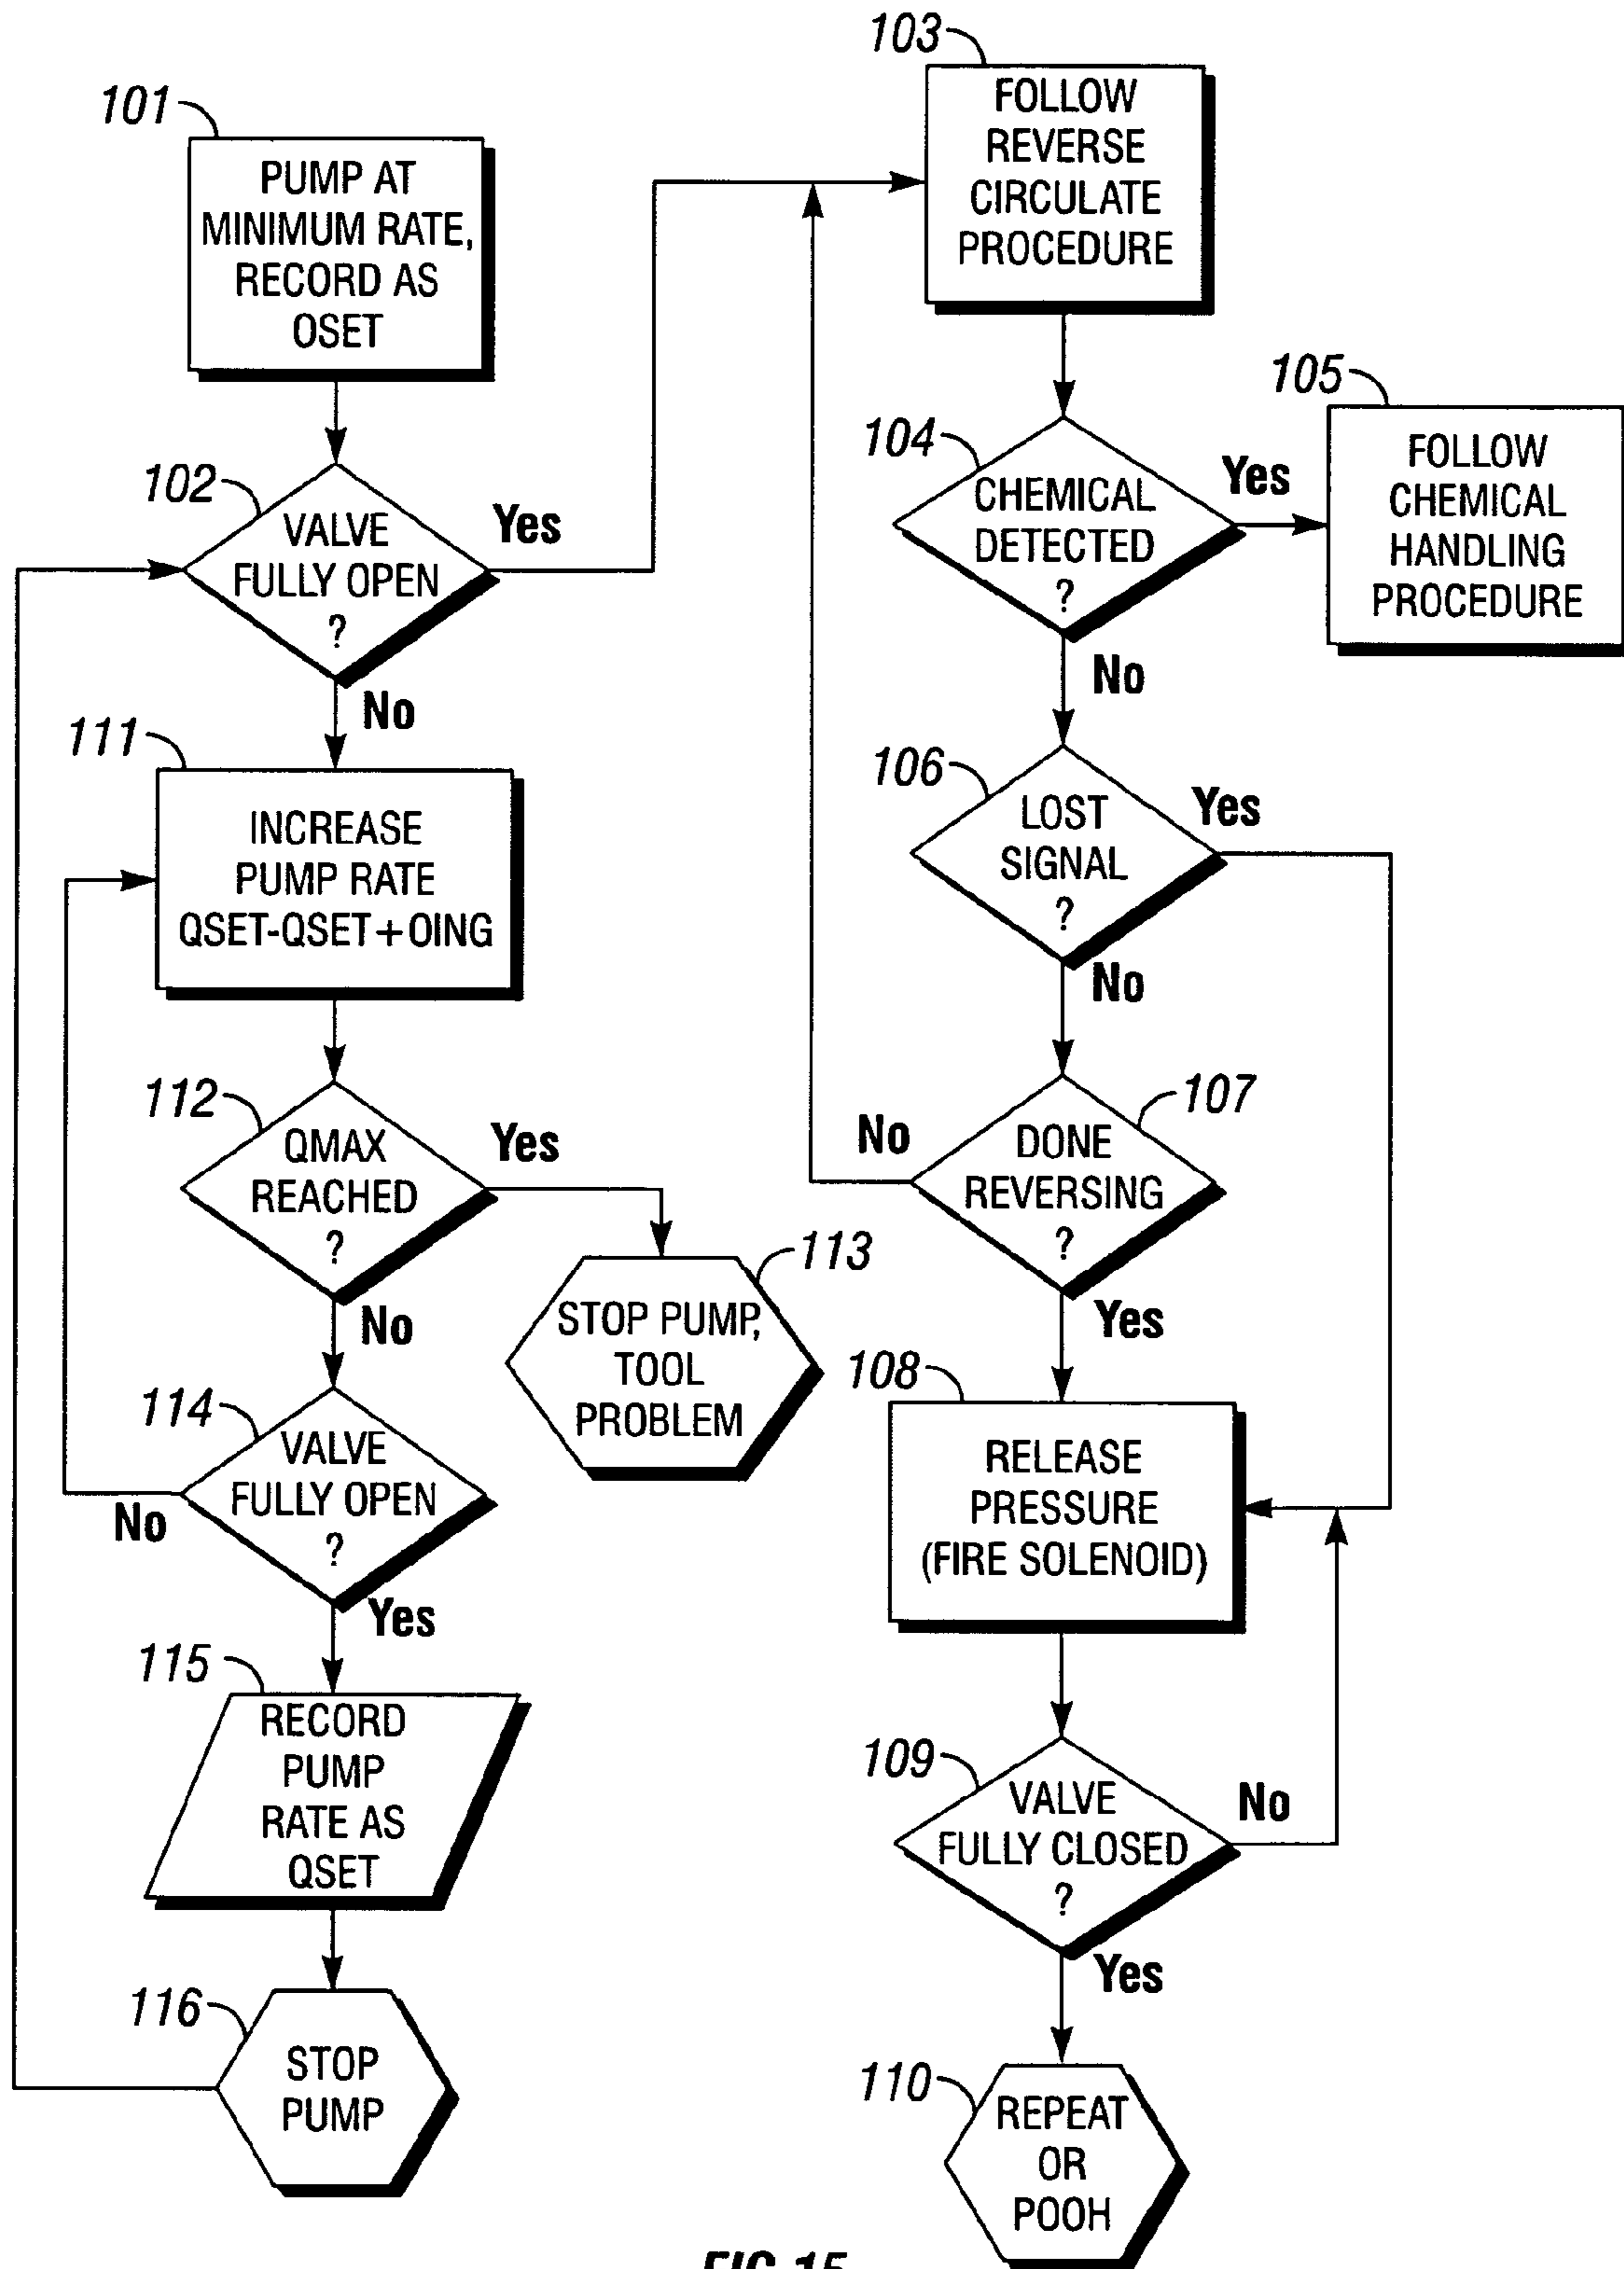 101
PUMP AT
MINIMUM RATE,
RECORD AS
OSET
102
VALVE
FULLY OPEN
?
Yes
No
111
INCREASE
PUMP RATE
QSET-QSET+OING
112
QMAX
REACHED
?
Yes
No
113
STOP PUMP,
TOOL
PROBLEM
114
VALVE
FULLY OPEN
?
No
Yes
115
RECORD
PUMP
RATE AS
QSET
116
STOP
PUMP
103
FOLLOW
REVERSE
CIRCULATE
PROCEDURE
104
CHEMICAL
DETECTED
?
Yes
No
105
FOLLOW
CHEMICAL
HANDLING
PROCEDURE
106
LOST
SIGNAL
?
Yes
No
107
DONE
REVERSING
?
No
Yes
108
RELEASE
PRESSURE
(FIRE SOLENOID)
109
VALVE
FULLY CLOSED
?
No
Yes
110
REPEAT
OR
POOH
FIG. 15